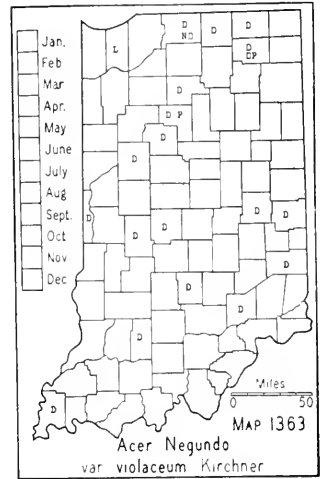 Jan.
Feb
Mar
Apr.
May
June
July
Aug
Sept.
Oct
Nov
Dec
D
ND
D
D
L
D
DP
D
D P
D
D
D
D
D
D
D
D
D
D
D
D
Miles
0 50
MAP 1363
Acer Negundo
var violaceum Kirchner